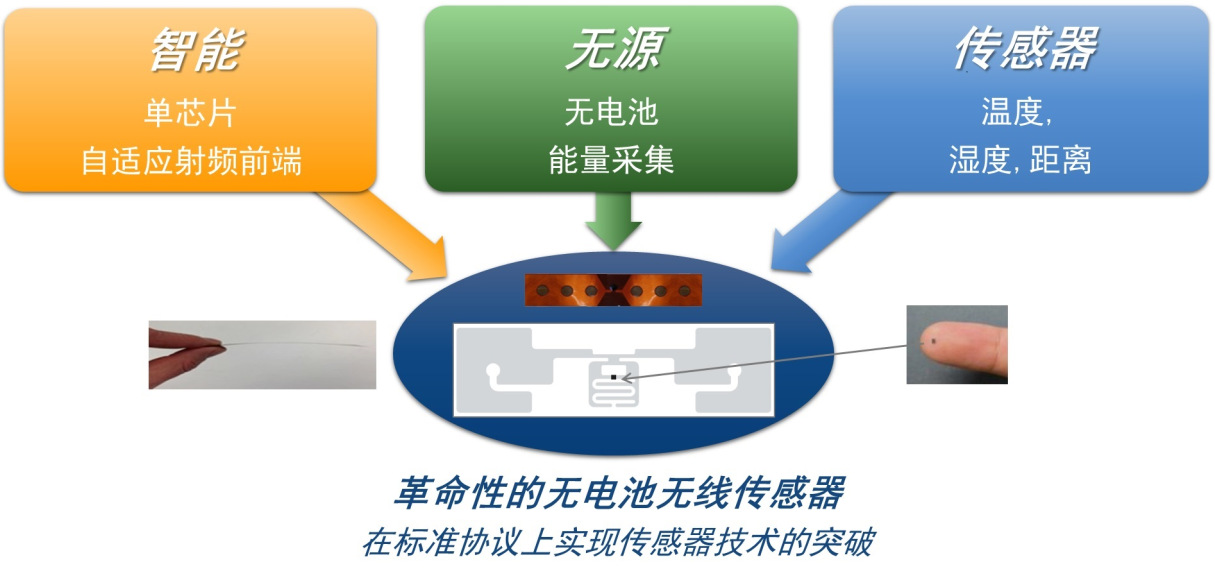 智能
单芯片
自适应射频前端
无源
无电池
能量采集
传感器
温度,
湿度, 距离
革命性的无电池无线传感器
在标准协议上实现传感器技术的突破